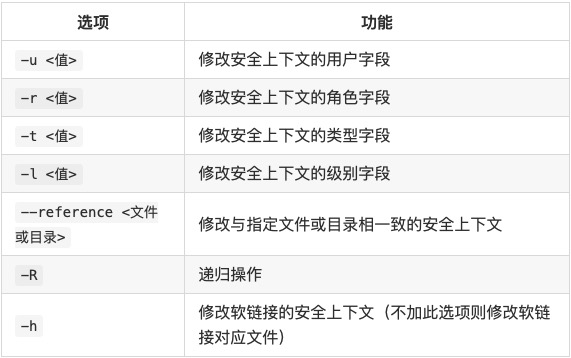 选项 功能
-u <值> 修改安全上下文的用户字段
-r <值> 修改安全上下文的角色字段
-t <值> 修改安全上下文的类型字段
-l <值> 修改安全上下文的级别字段
--reference <文件
或目录> 修改与指定文件或目录相一致的安全上下文
-R 递归操作
-h 修改软链接的安全上下文（不加此选项则修改软链
接对应文件）